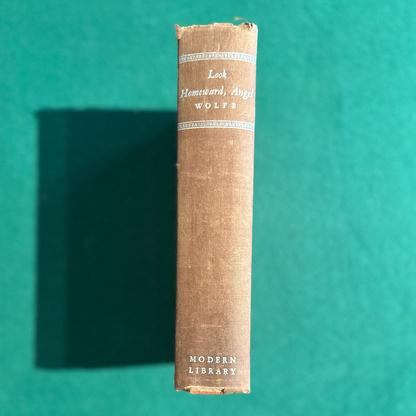 Look
Homeward, Angel
WOLFE
MODERN
LIBRARY